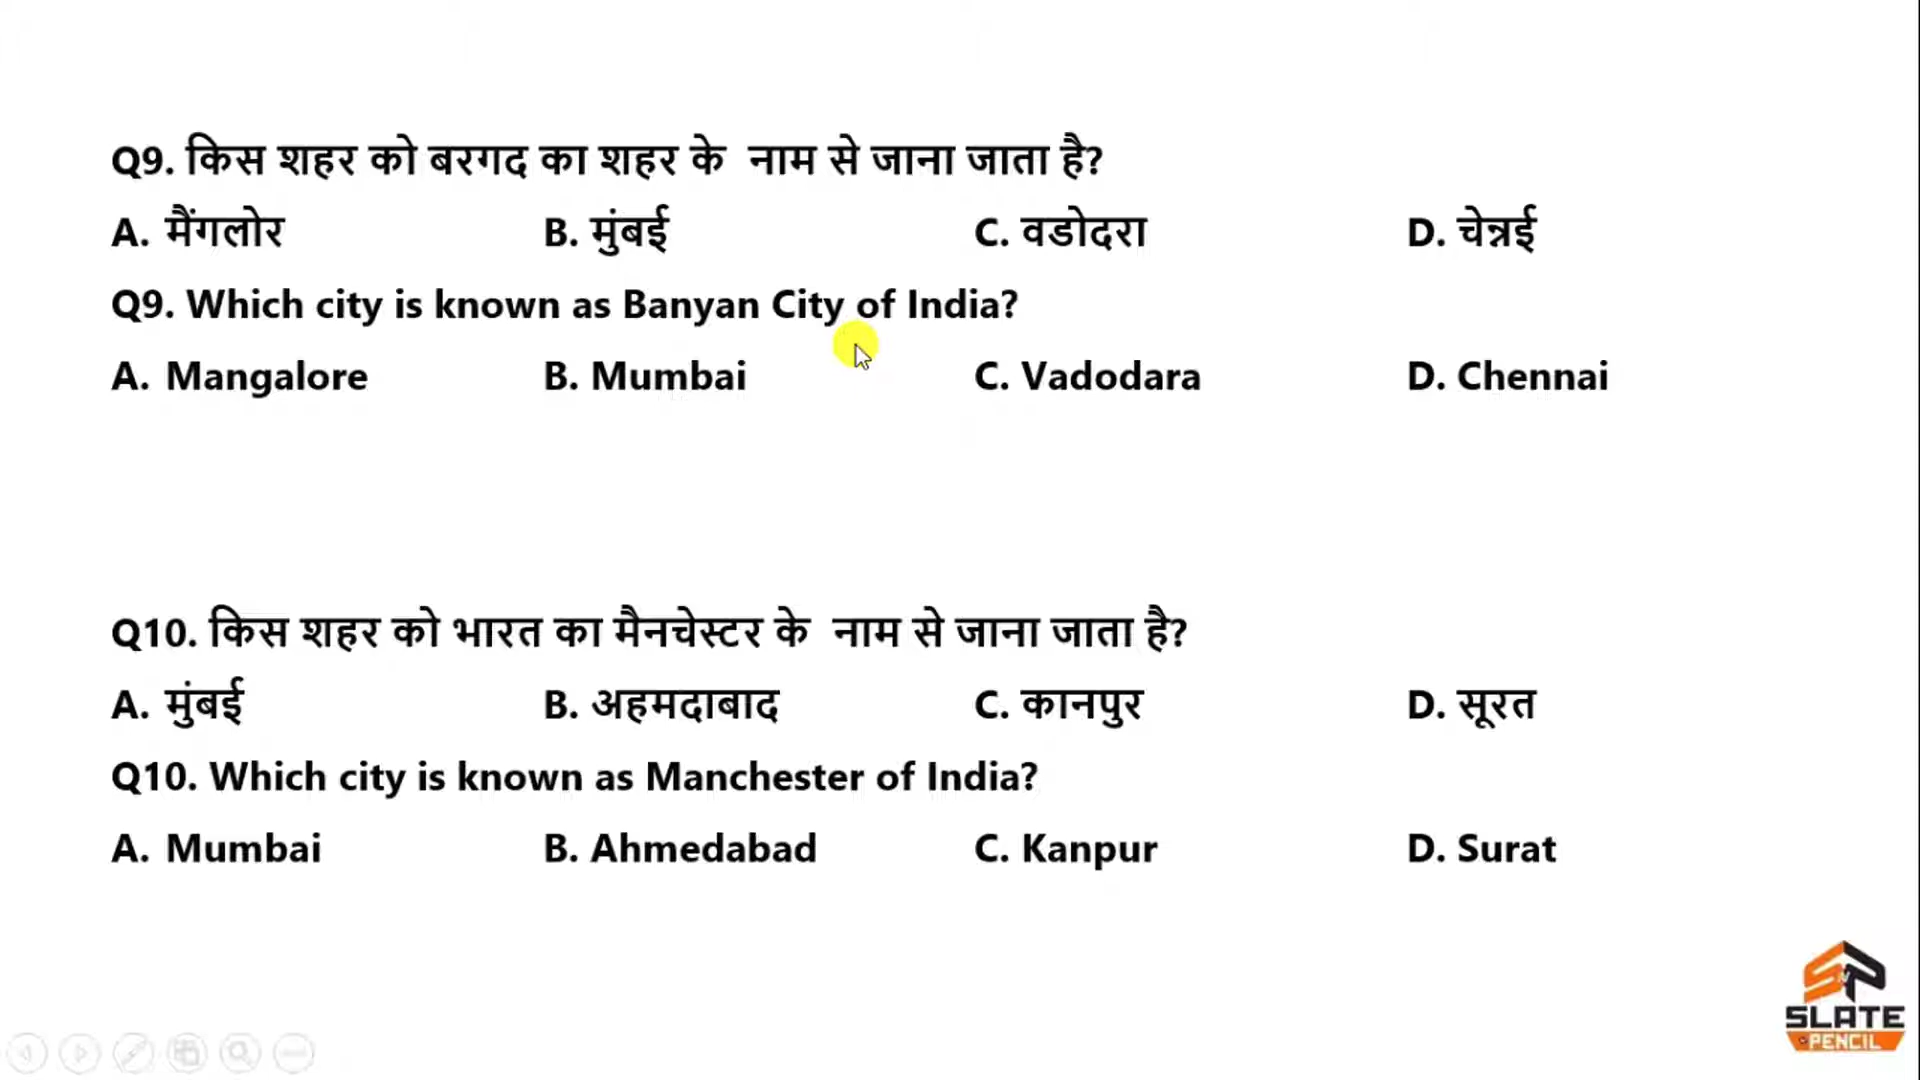 Q9. किस शहर को बरगद का शहर के नाम से जाना जाता है?
A. मैंगलोर B. मुंबई C. वडोदरा D. चेन्नई
Q9. Which city is known as Banyan City of India?
A. Mangalore B. Mumbai C. Vadodara D. Chennai
Q10. किस शहर को भारत का मैनचेस्टर के नाम से जाना जाता है?
A. मुंबई B. अहमदाबाद C. कानपुर D. सूरत
Q10. Which city is known as Manchester of India?
A. Mumbai B. Ahmedabad C. Kanpur D. Surat
SLATE
PENCIL